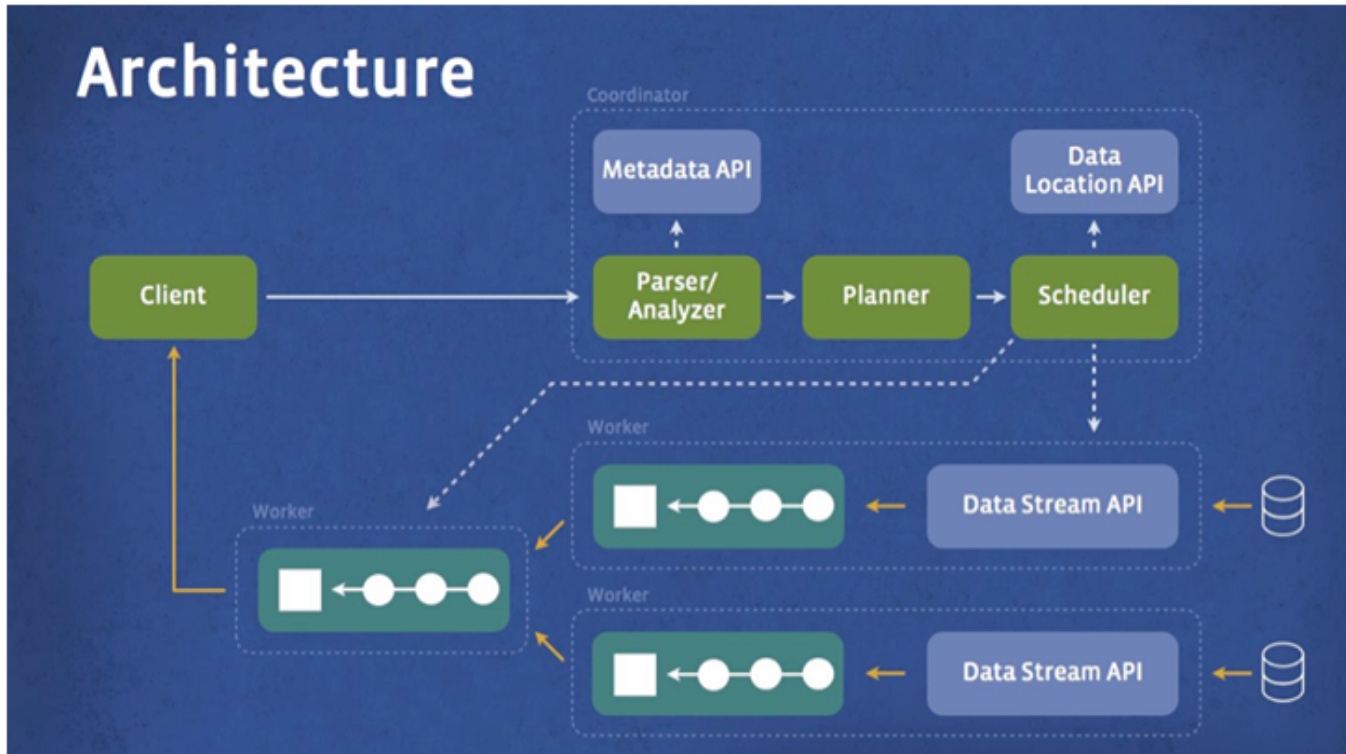 Architecture
Coordinator
Metadata API
Data
Location API
Client
Parser/
Analyzer
Planner
Scheduler
Worker
Data Stream API
Worker
Worker
Data Stream API